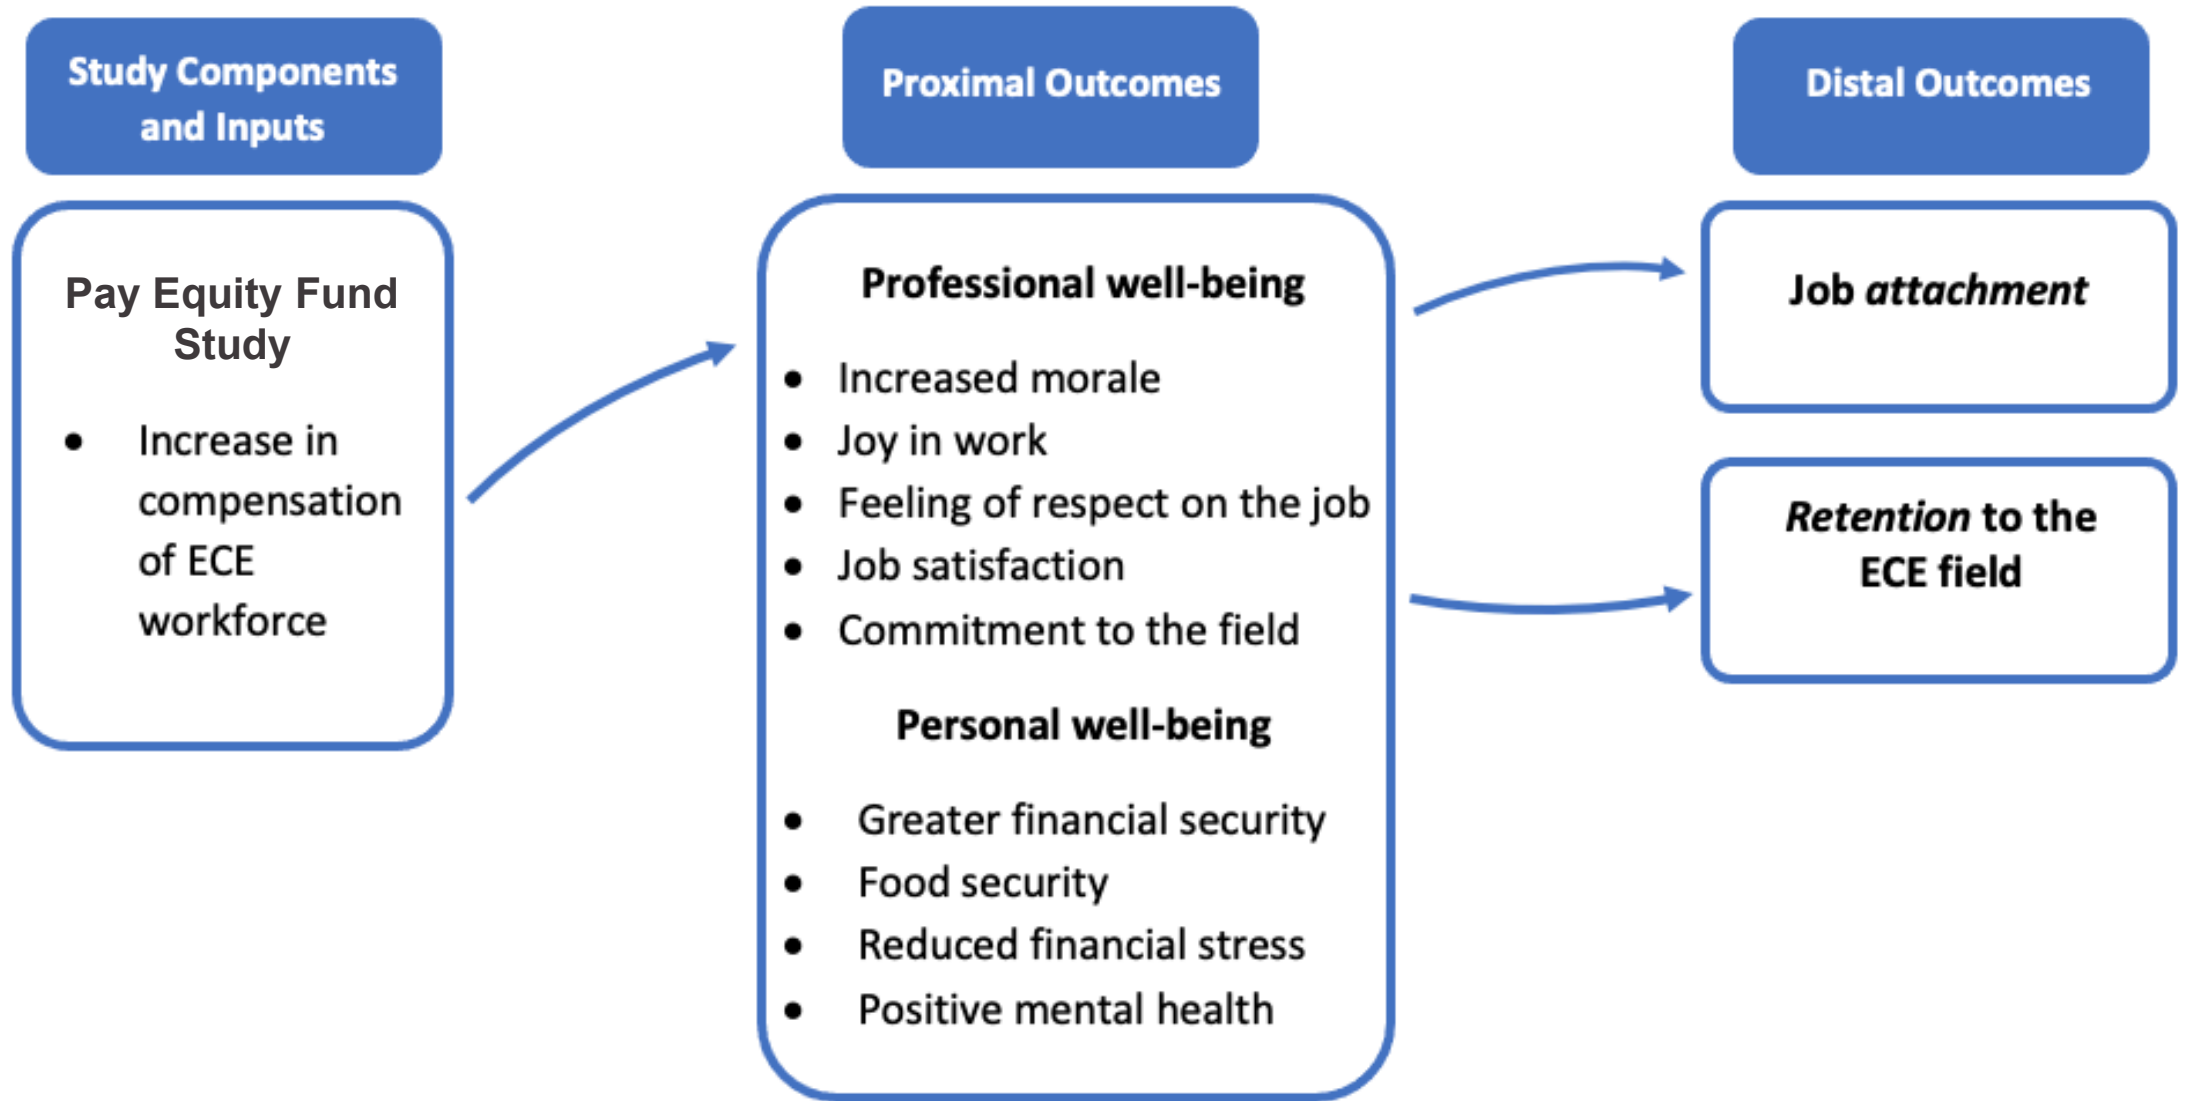 Study Components
and Inputs
Pay Equity Fund
Study
• Increase in
compensation
of ECE
workforce
Proximal Outcomes
Professional well-being
• Increased morale
• Joy in work
• Feeling of respect on the job
• Job satisfaction
• Commitment to the field
Personal well-being
• Greater financial security
• Food security
• Reduced financial stress
• Positive mental health
Distal Outcomes
Job attachment
Retention to the
ECE field